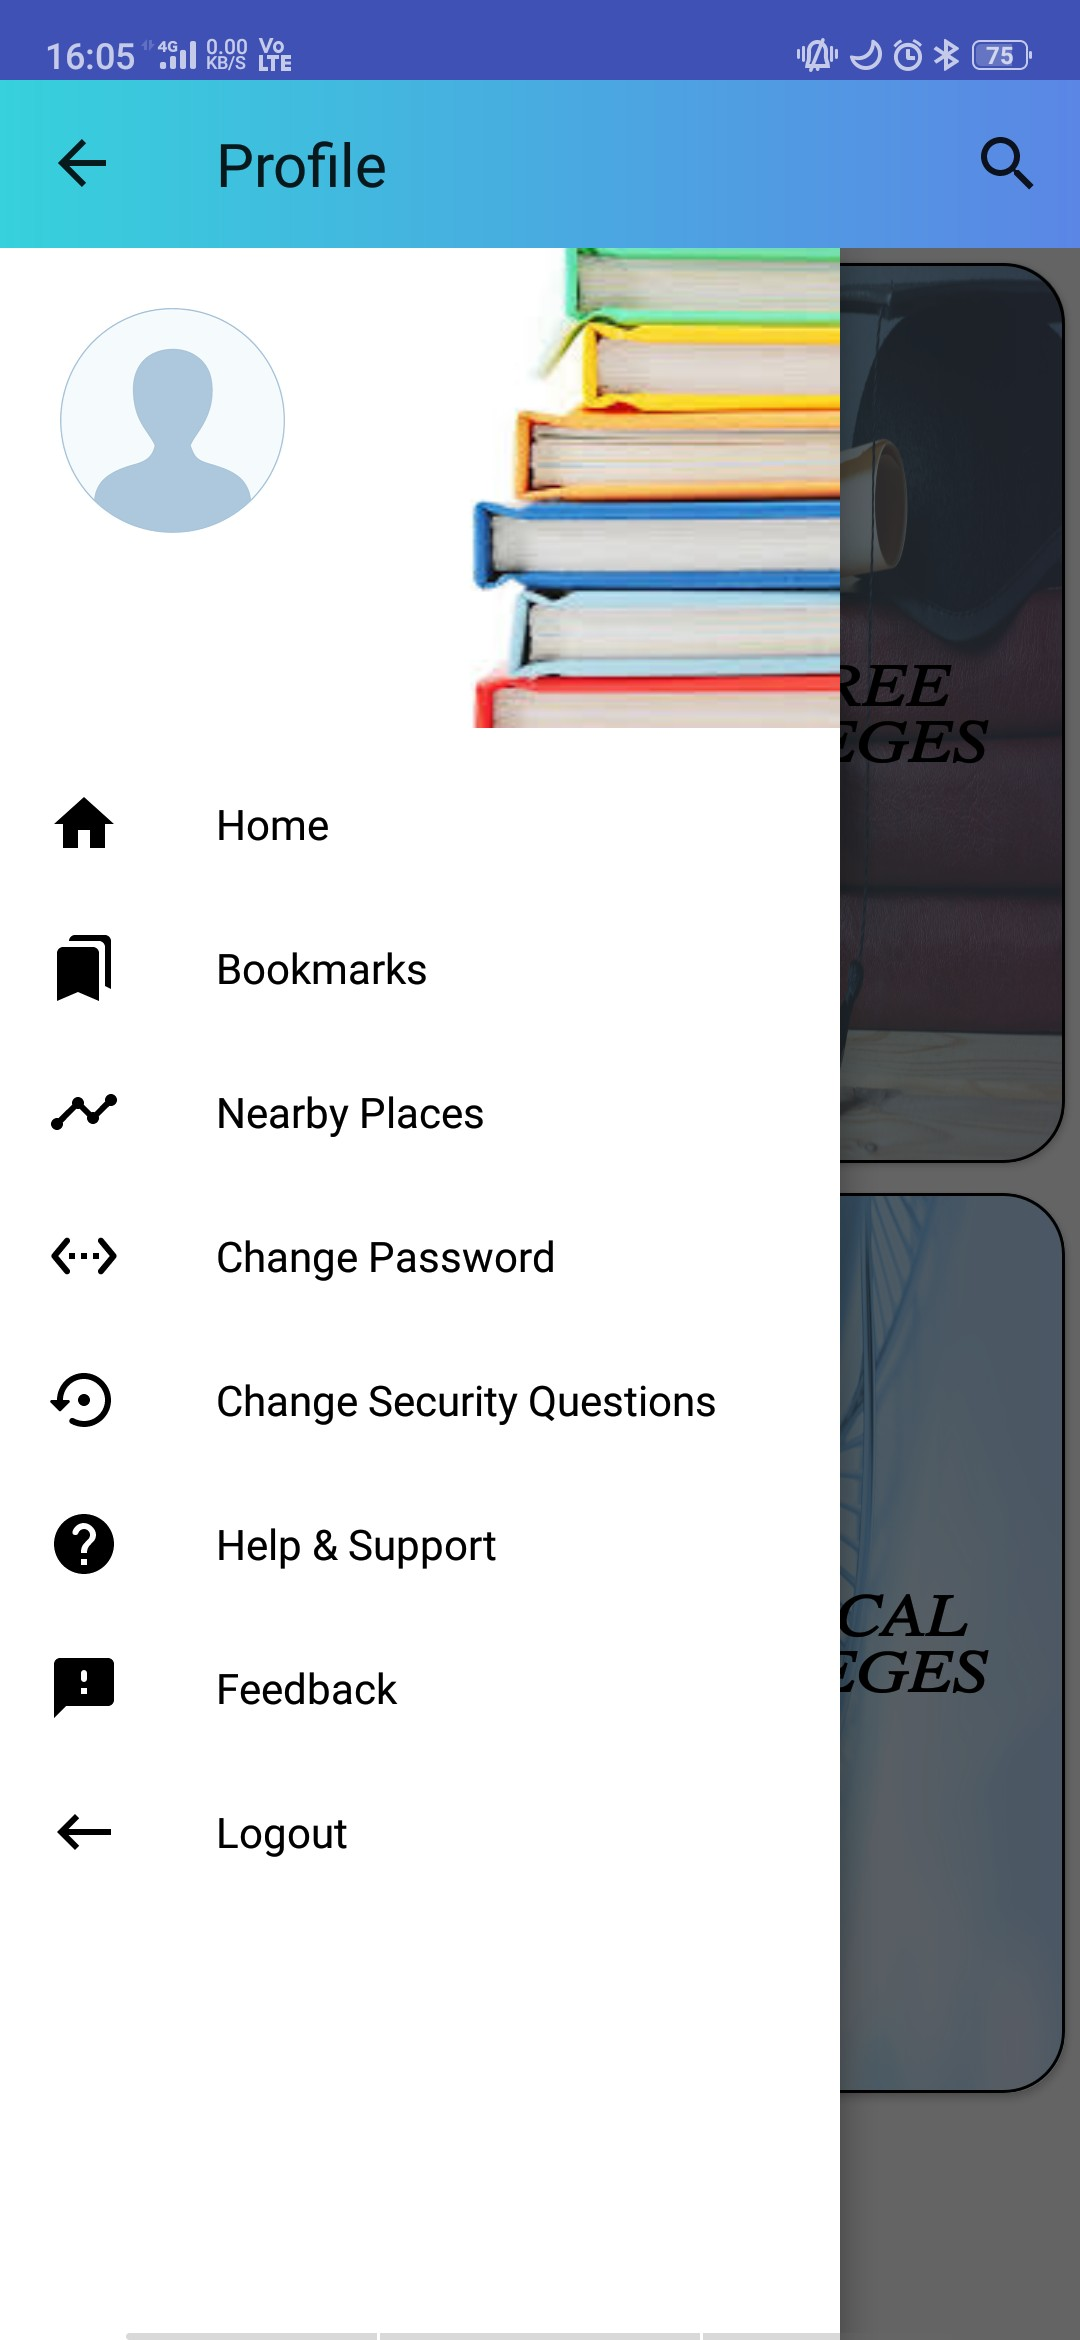 16:05 4G 0.00 KB/S Vo LTE 75
Profile
REE
EGES
Home
Bookmarks
Nearby Places
Change Password
Change Security Questions
CAL
EGES
Help & Support
Feedback
Logout